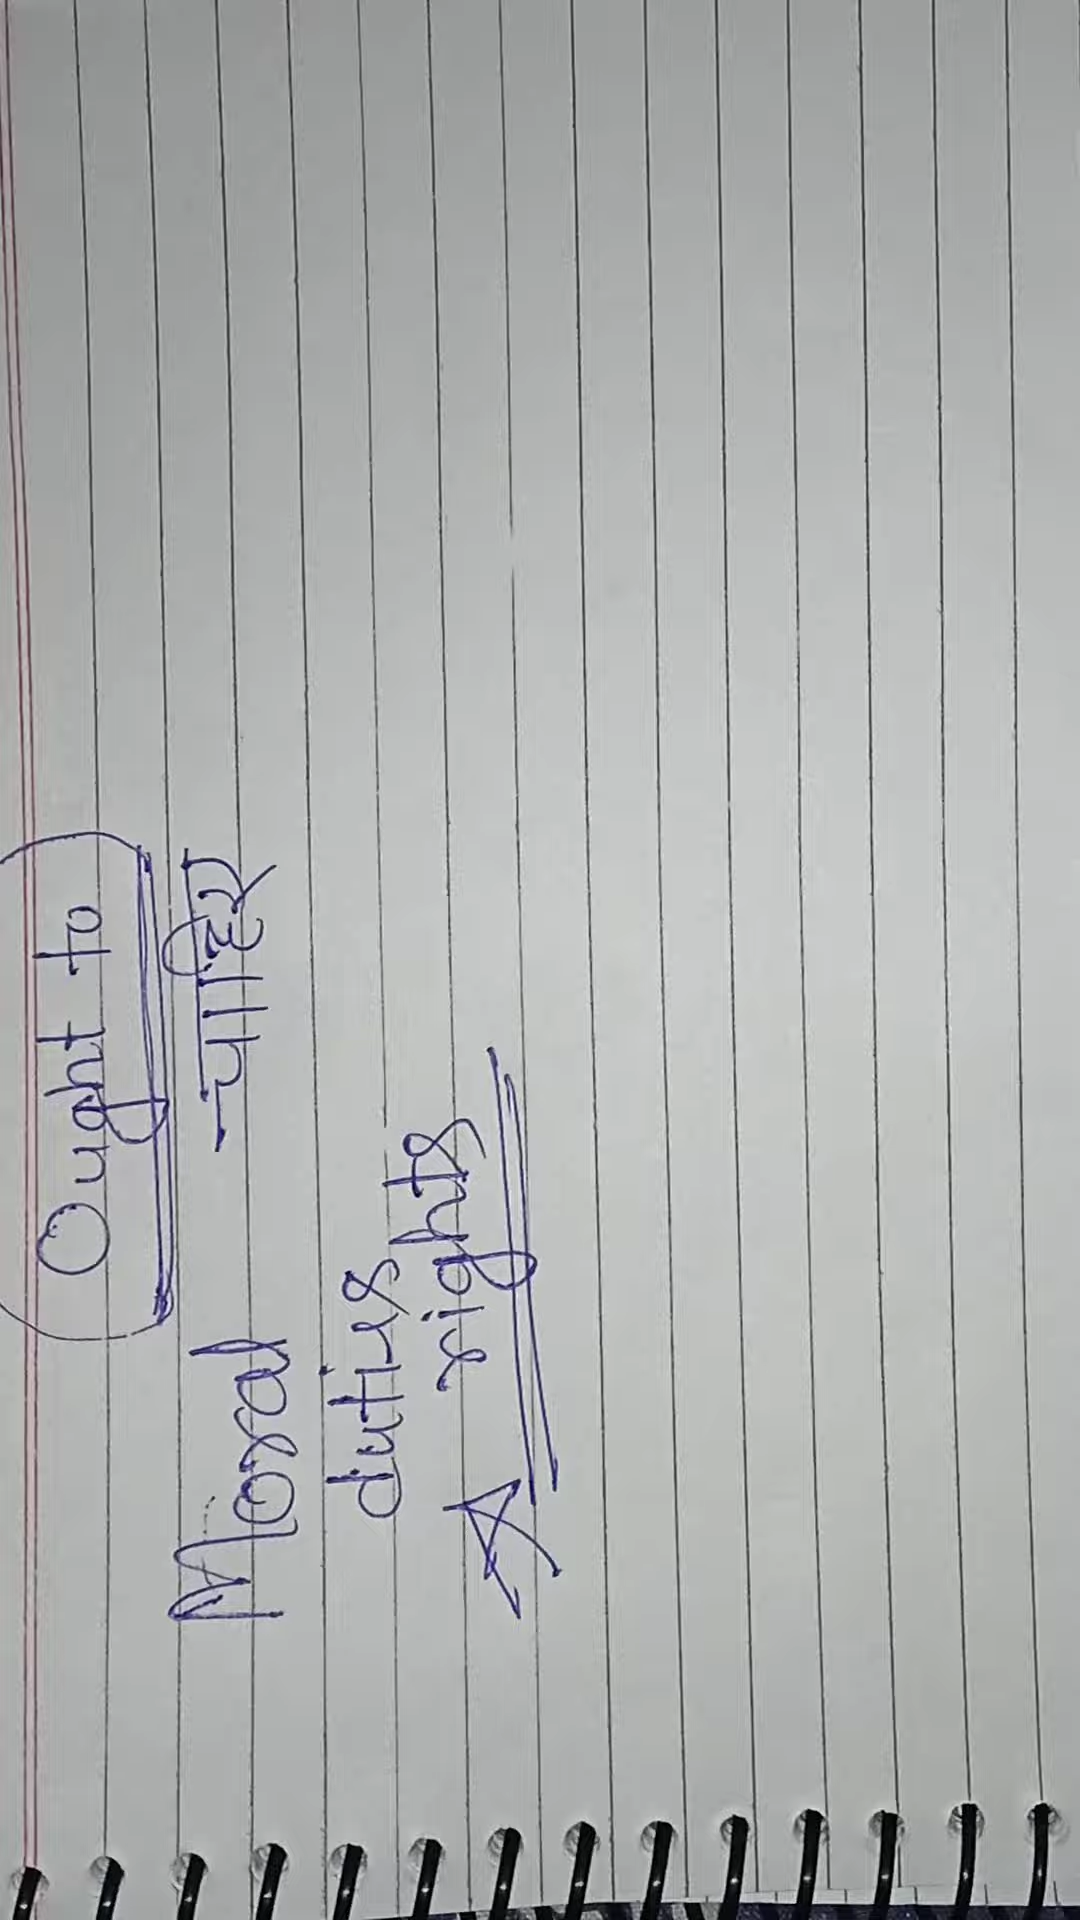 Ought to
Moral - चाहिए
duties
rights